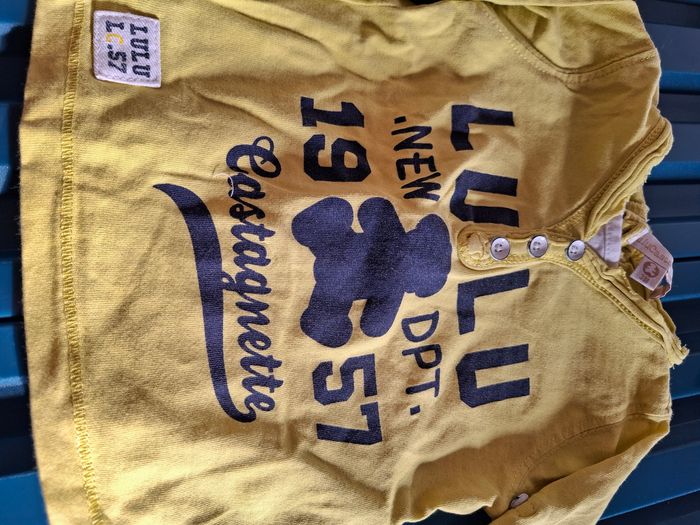 LULU
.NEW DPT.
19 57
Castagnette
LULU
L.C.57